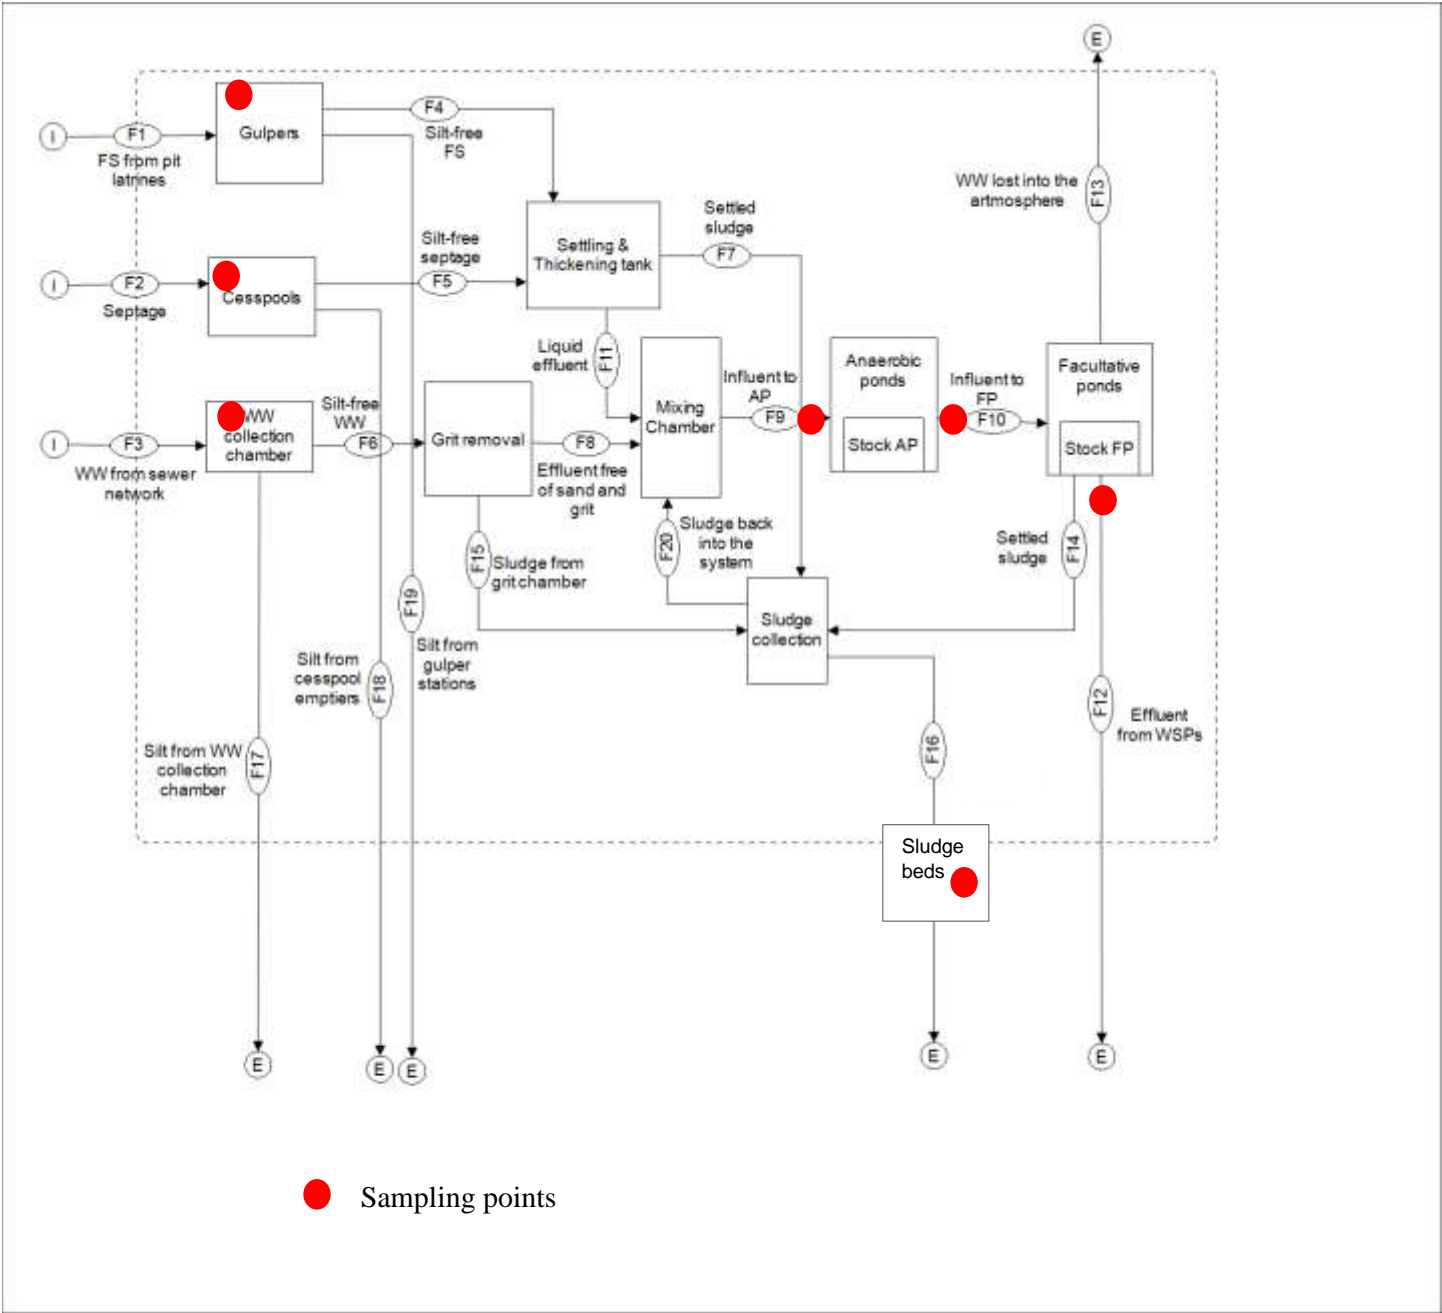 E
Gulpers
I
F1
FS from pit
latrines
F4
Silt-free
FS
WW lost into the
artmosphere
F13
I
F2
Septage
Cesspools
Silt-free
septage
F5
Settling &
Thickening tank
Settled
sludge
F7
Liquid
effluent
F11
I
F3
WW from sewer
network
WW
collection
chamber
Silt-free
WW
F6
Grit removal
F8
Effluent free
of sand and
grit
Mixing
Chamber
Influent to
AP
F9
Anaerobic
ponds
Stock AP
Influent to
FP
F10
Facultative
ponds
Stock FP
F15
Sludge from
grit chamber
F20
Sludge back
into the
system
Settled
sludge
F14
F19
Silt from
gulper
stations
Sludge
collection
Silt from
cesspool
emptiers
F18
F12
Effluent
from WSPs
Silt from WW
collection
chamber
F17
F16
Sludge
beds
E
E
E
E
E
Sampling points